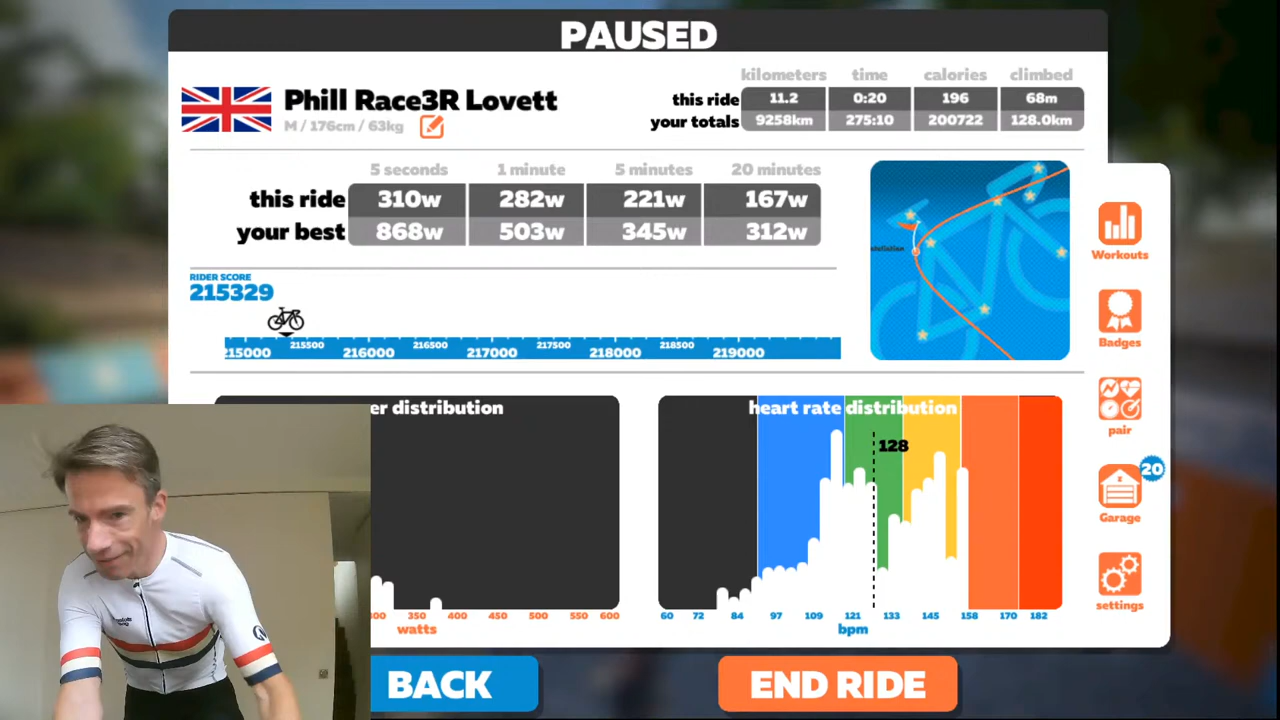 PAUSED
Phill Race3R Lovett
M / 176cm / 63kg
kilometers time calories climbed
this ride 11.2 0:20 196 68m
your totals 9258km 275:10 200722 128.0km
5 seconds 1 minute 5 minutes 20 minutes
this ride 310w 282w 221w 167w
your best 868w 503w 345w 312w
RIDER SCORE
215329
215000 215500 216000 216500 217000 217500 218000 218500 219000
Workouts
Badges
pair
20
Garage
settings
er distribution
300 350 400 450 500 550 600
watts
heart rate distribution
128
60 72 84 97 109 121 133 145 158 170 182
bpm
BACK
END RIDE